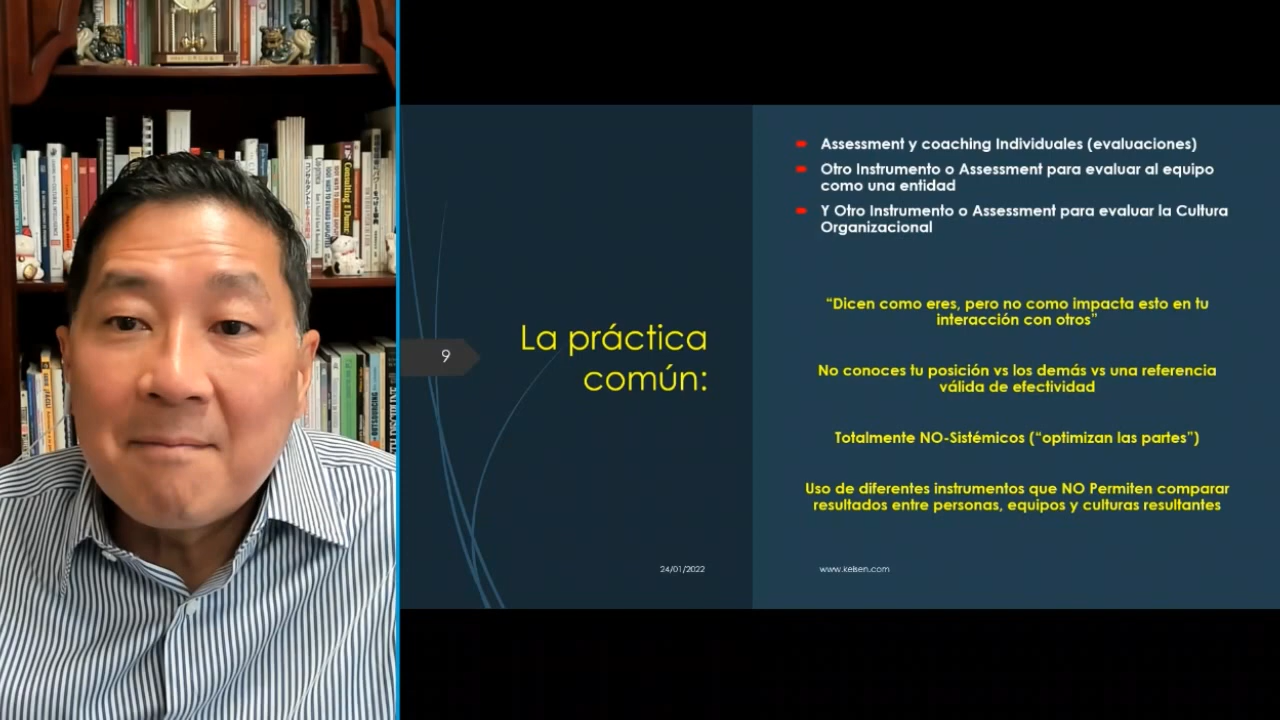 Consulting
9
La práctica
común:
24/01/2022
Assessment y coaching Individuales (evaluaciones)
Otro Instrumento o Assessment para evaluar al equipo
como una entidad
Y Otro Instrumento o Assessment para evaluar la Cultura
Organizacional
“Dicen como eres, pero no como impacta esto en tu
interacción con otros”
No conoces tu posición vs los demás vs una referencia
válida de efectividad
Totalmente NO-Sistémicos (“optimizan las partes”)
Uso de diferentes instrumentos que NO Permiten comparar
resultados entre personas, equipos y culturas resultantes
www.keisen.com